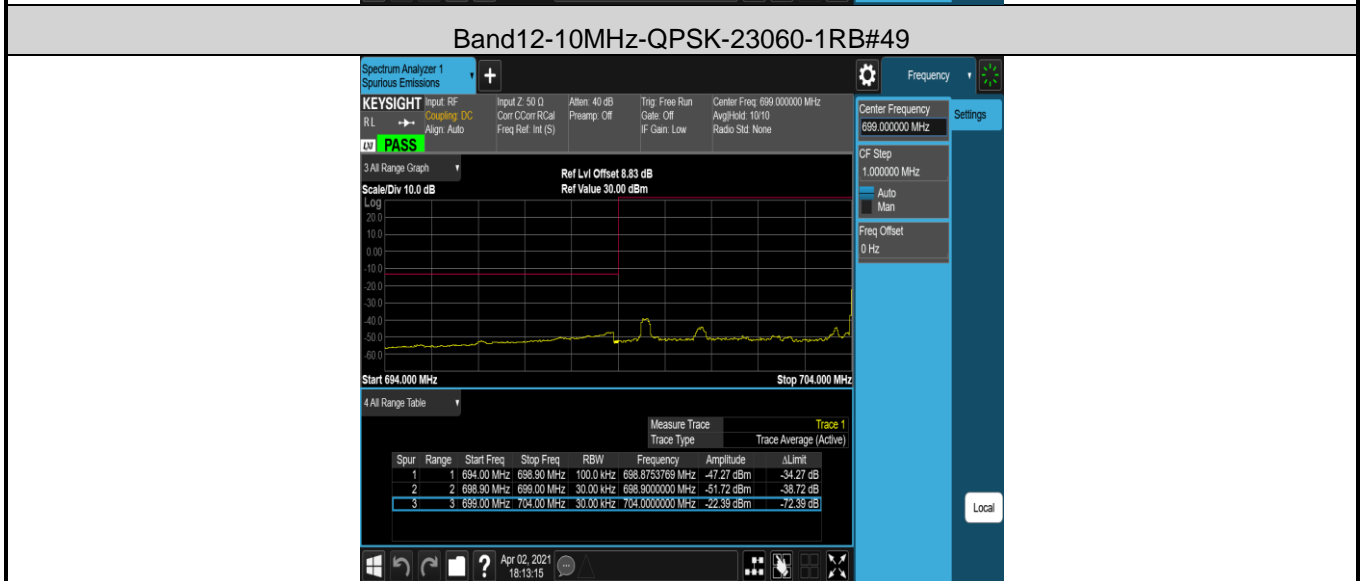 Band12-10MHz-QPSK-23060-1RB#49
Spectrum Analyzer 1
Spurious Emissions
+
Frequency
KEYSIGHT
RL
LXI PASS
Input: RF
Coupling: DC
Align: Auto
Input Z: 50 Ω
Corr CCorr RCal
Freq Ref: Int (S)
Atten: 40 dB
Preamp: Off
Trig: Free Run
Gate: Off
IF Gain: Low
Center Freq: 699.000000 MHz
Avg|Hold: 10/10
Radio Std: None
Center Frequency
699.000000 MHz
Settings
CF Step
1.000000 MHz
Auto
Man
Freq Offset
0 Hz
3 All Range Graph
Ref Lvl Offset 8.83 dB
Scale/Div 10.0 dB
Ref Value 30.00 dBm
Log
20.0
10.0
0.00
-10.0
-20.0
-30.0
-40.0
-50.0
-60.0
Start 694.000 MHz
Stop 704.000 MHz
4 All Range Table
Measure Trace Trace 1
Trace Type Trace Average (Active)
Spur Range Start Freq Stop Freq RBW Frequency Amplitude ΔLimit
1 1 694.00 MHz 698.90 MHz 100.0 kHz 698.8753769 MHz -47.27 dBm -34.27 dB
2 2 698.90 MHz 699.00 MHz 30.00 kHz 698.9000000 MHz -51.72 dBm -38.72 dB
3 3 699.00 MHz 704.00 MHz 30.00 kHz 704.0000000 MHz -22.39 dBm -72.39 dB
Local
?
Apr 02, 2021
18:13:15